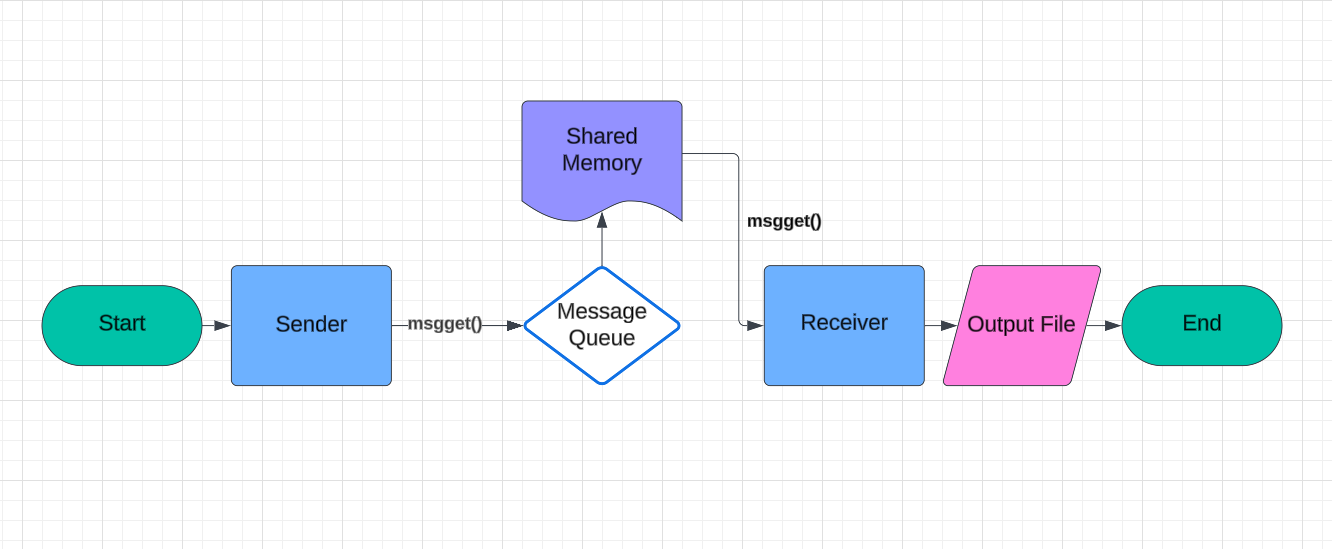 Shared
Memory
msgget()
Start
Sender
msgget()
Message
Queue
Receiver
Output File
End